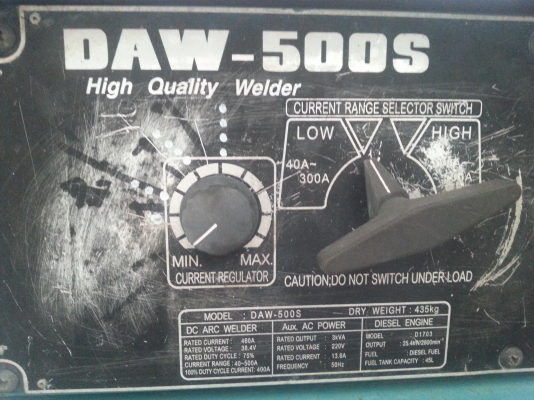 DAW-500S
High Quality Welder
CURRENT RANGE SELECTOR SWITCH
LOW HIGH
40A~
300A
MIN. MAX.
CURRENT REGULATOR
CAUTION;DO NOT SWITCH UNDER LOAD
MODEL : DAW-500S DRY WEIGHT : 435kg
DC ARC WELDER Aux. AC POWER DIESEL ENGINE
RATED CURRENT : 460A RATED OUTPUT : 3kVA MODEL : D1703
RATED VOLTAGE : 38.4V RATED VOLTAGE : 220V OUTPUT : 25.4kW/2800min
RATED DUTY CYCLE : 75% RATED CURRENT : 13.6A FUEL : DIESEL FUEL
CURRENT RANGE : 40~500A FREQUENCY : 50Hz FUEL TANK CAPACITY : 45L
100% DUTY CYCLE CURRENT: 400A